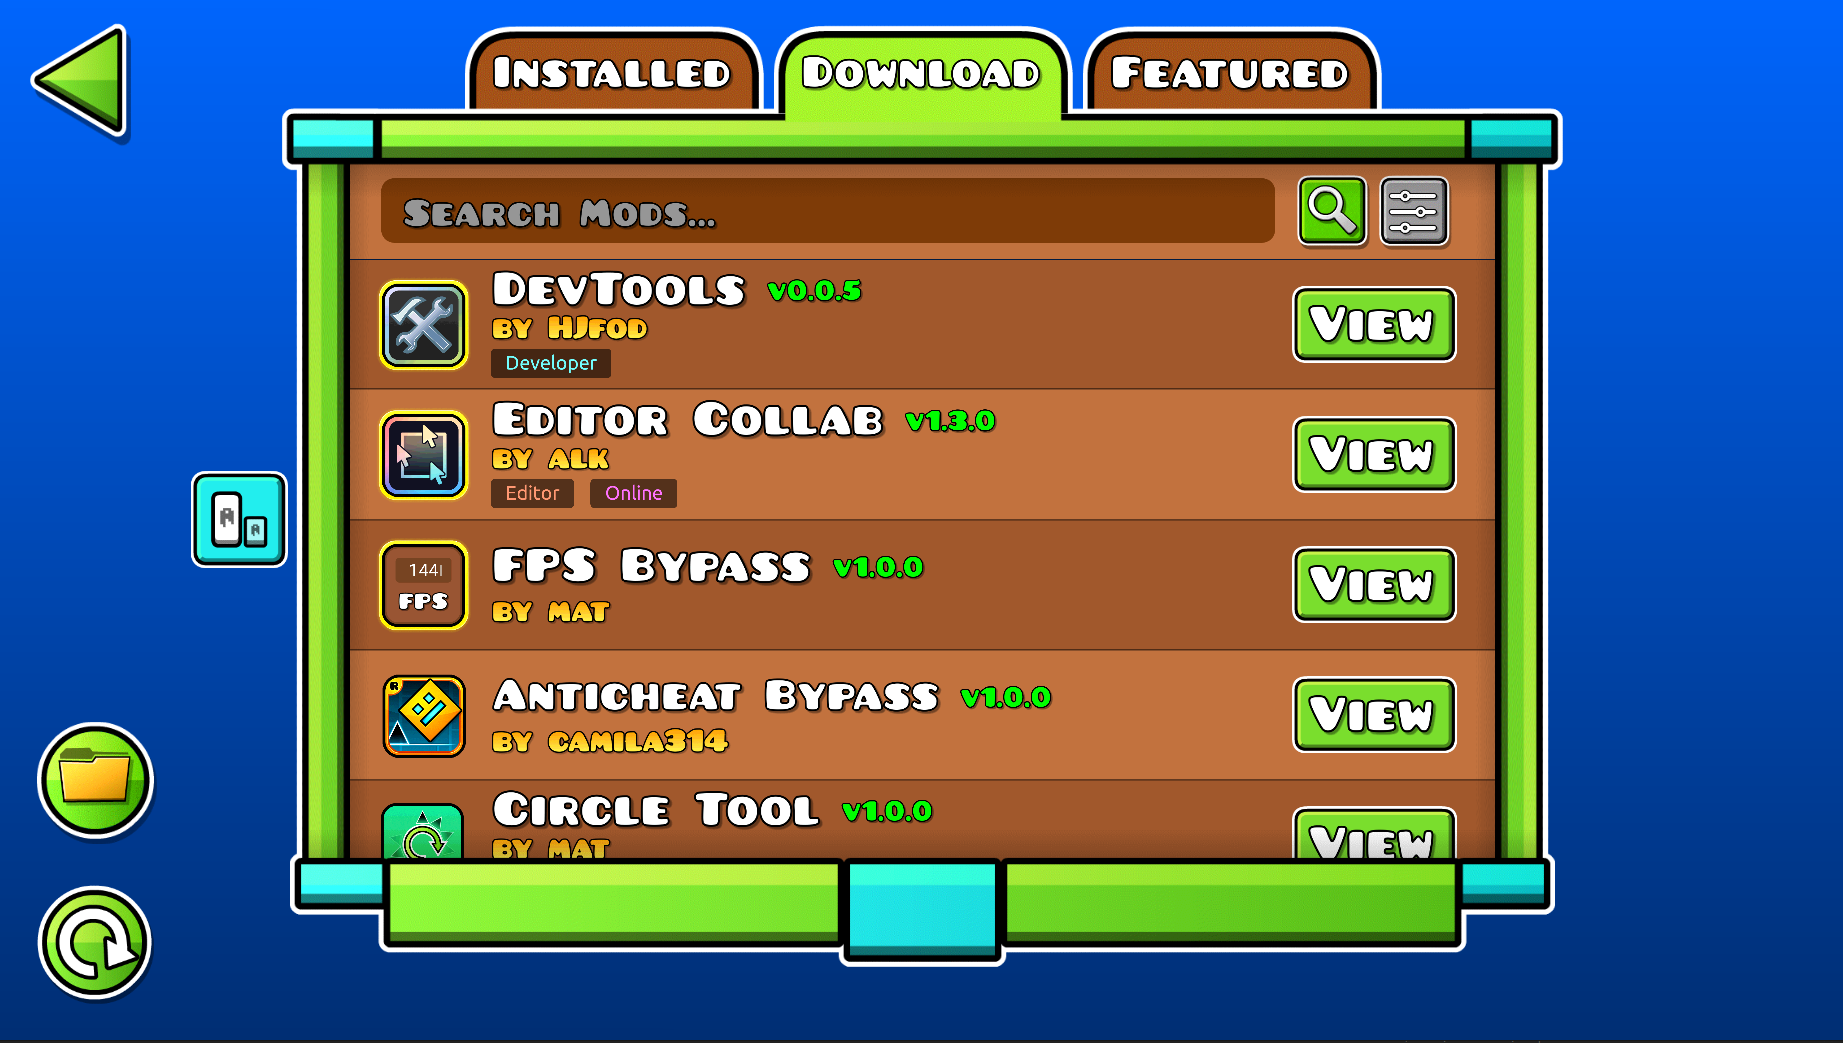 Installed
Download
Featured
Search Mods...
DevTools v0.0.5
by HJfod
Developer
View
Editor Collab v1.3.0
by alk
Editor Online
View
144
FPS
FPS Bypass v1.0.0
by mat
View
R
Anticheat Bypass v1.0.0
by camila314
View
Circle Tool v1.0.0
by mat
View